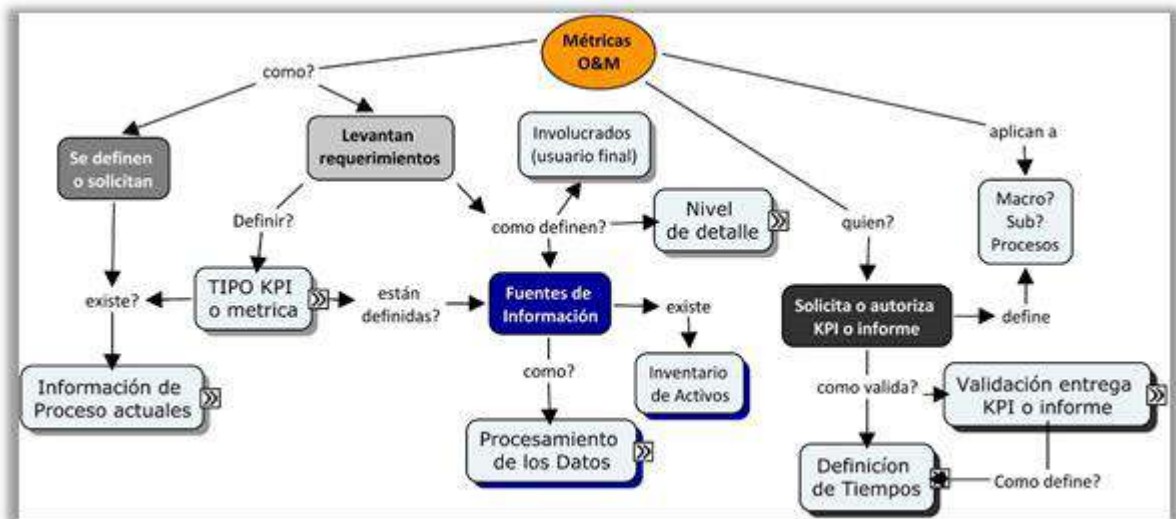 Métricas
O&M
como?
Se definen
o solicitan
Levantan
requerimientos
Involucrados
(usuario final)
aplican a
Macro?
Sub?
Procesos
Definir?
como definen?
Nivel
de detalle
quien?
existe?
TIPO KPI
o metrica
están
definidas?
Fuentes de
Información
existe
Solicita o autoriza
KPI o informe
define
Información de
Proceso actuales
como?
Inventario
de Activos
como valida?
Validación entrega
KPI o informe
Procesamiento
de los Datos
Definicíon
de Tiempos
Como define?